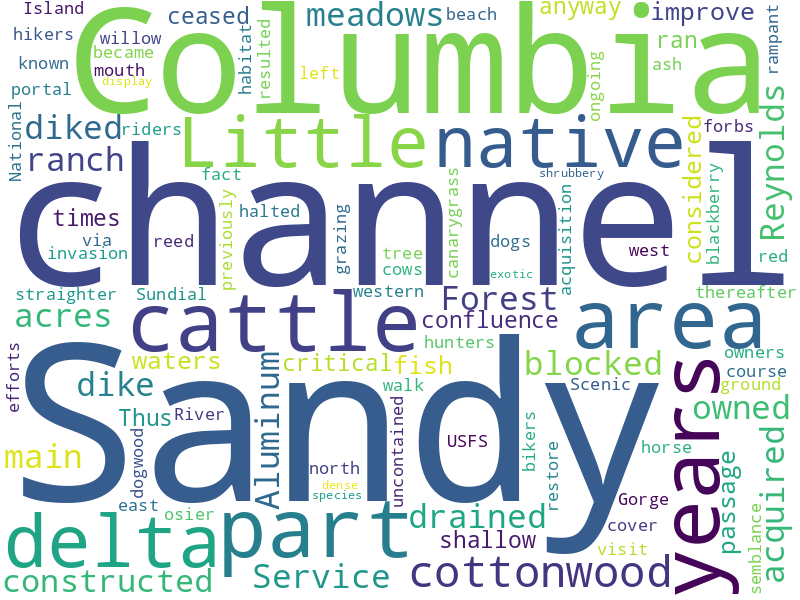 Island
ceased
meadows
beach
anyway
improve
hikers
willow
Columbia
ran
rampant
known
became
mouth
habitat
resulted
left
ongoing
ash
portal
display
National
diked
riders
Little
native
considered
forbs
Reynolds
ranch
fact
shrubbery
blackberry
channel
times
previously
halted
grazing
tree
canarygrass
dogs
acquisition
west
via
reed
red
invasion
cows
exotic
straighter
Sundial
western
Forest
thereafter
acres
cattle
confluence
area
efforts
waters
critical
fish
hunters
blocked
owners
dike
Aluminum
walk
Scenic
course
ground
Thus
River
Sandy
uncontained
years
owned
main
dogwood
north
USFS
bikers
restore
horse
acquired
dense
species
east
osier
part
drained
Gorge
passage
delta
shallow
cover
visit
semblance
constructed
Service
cottonwood